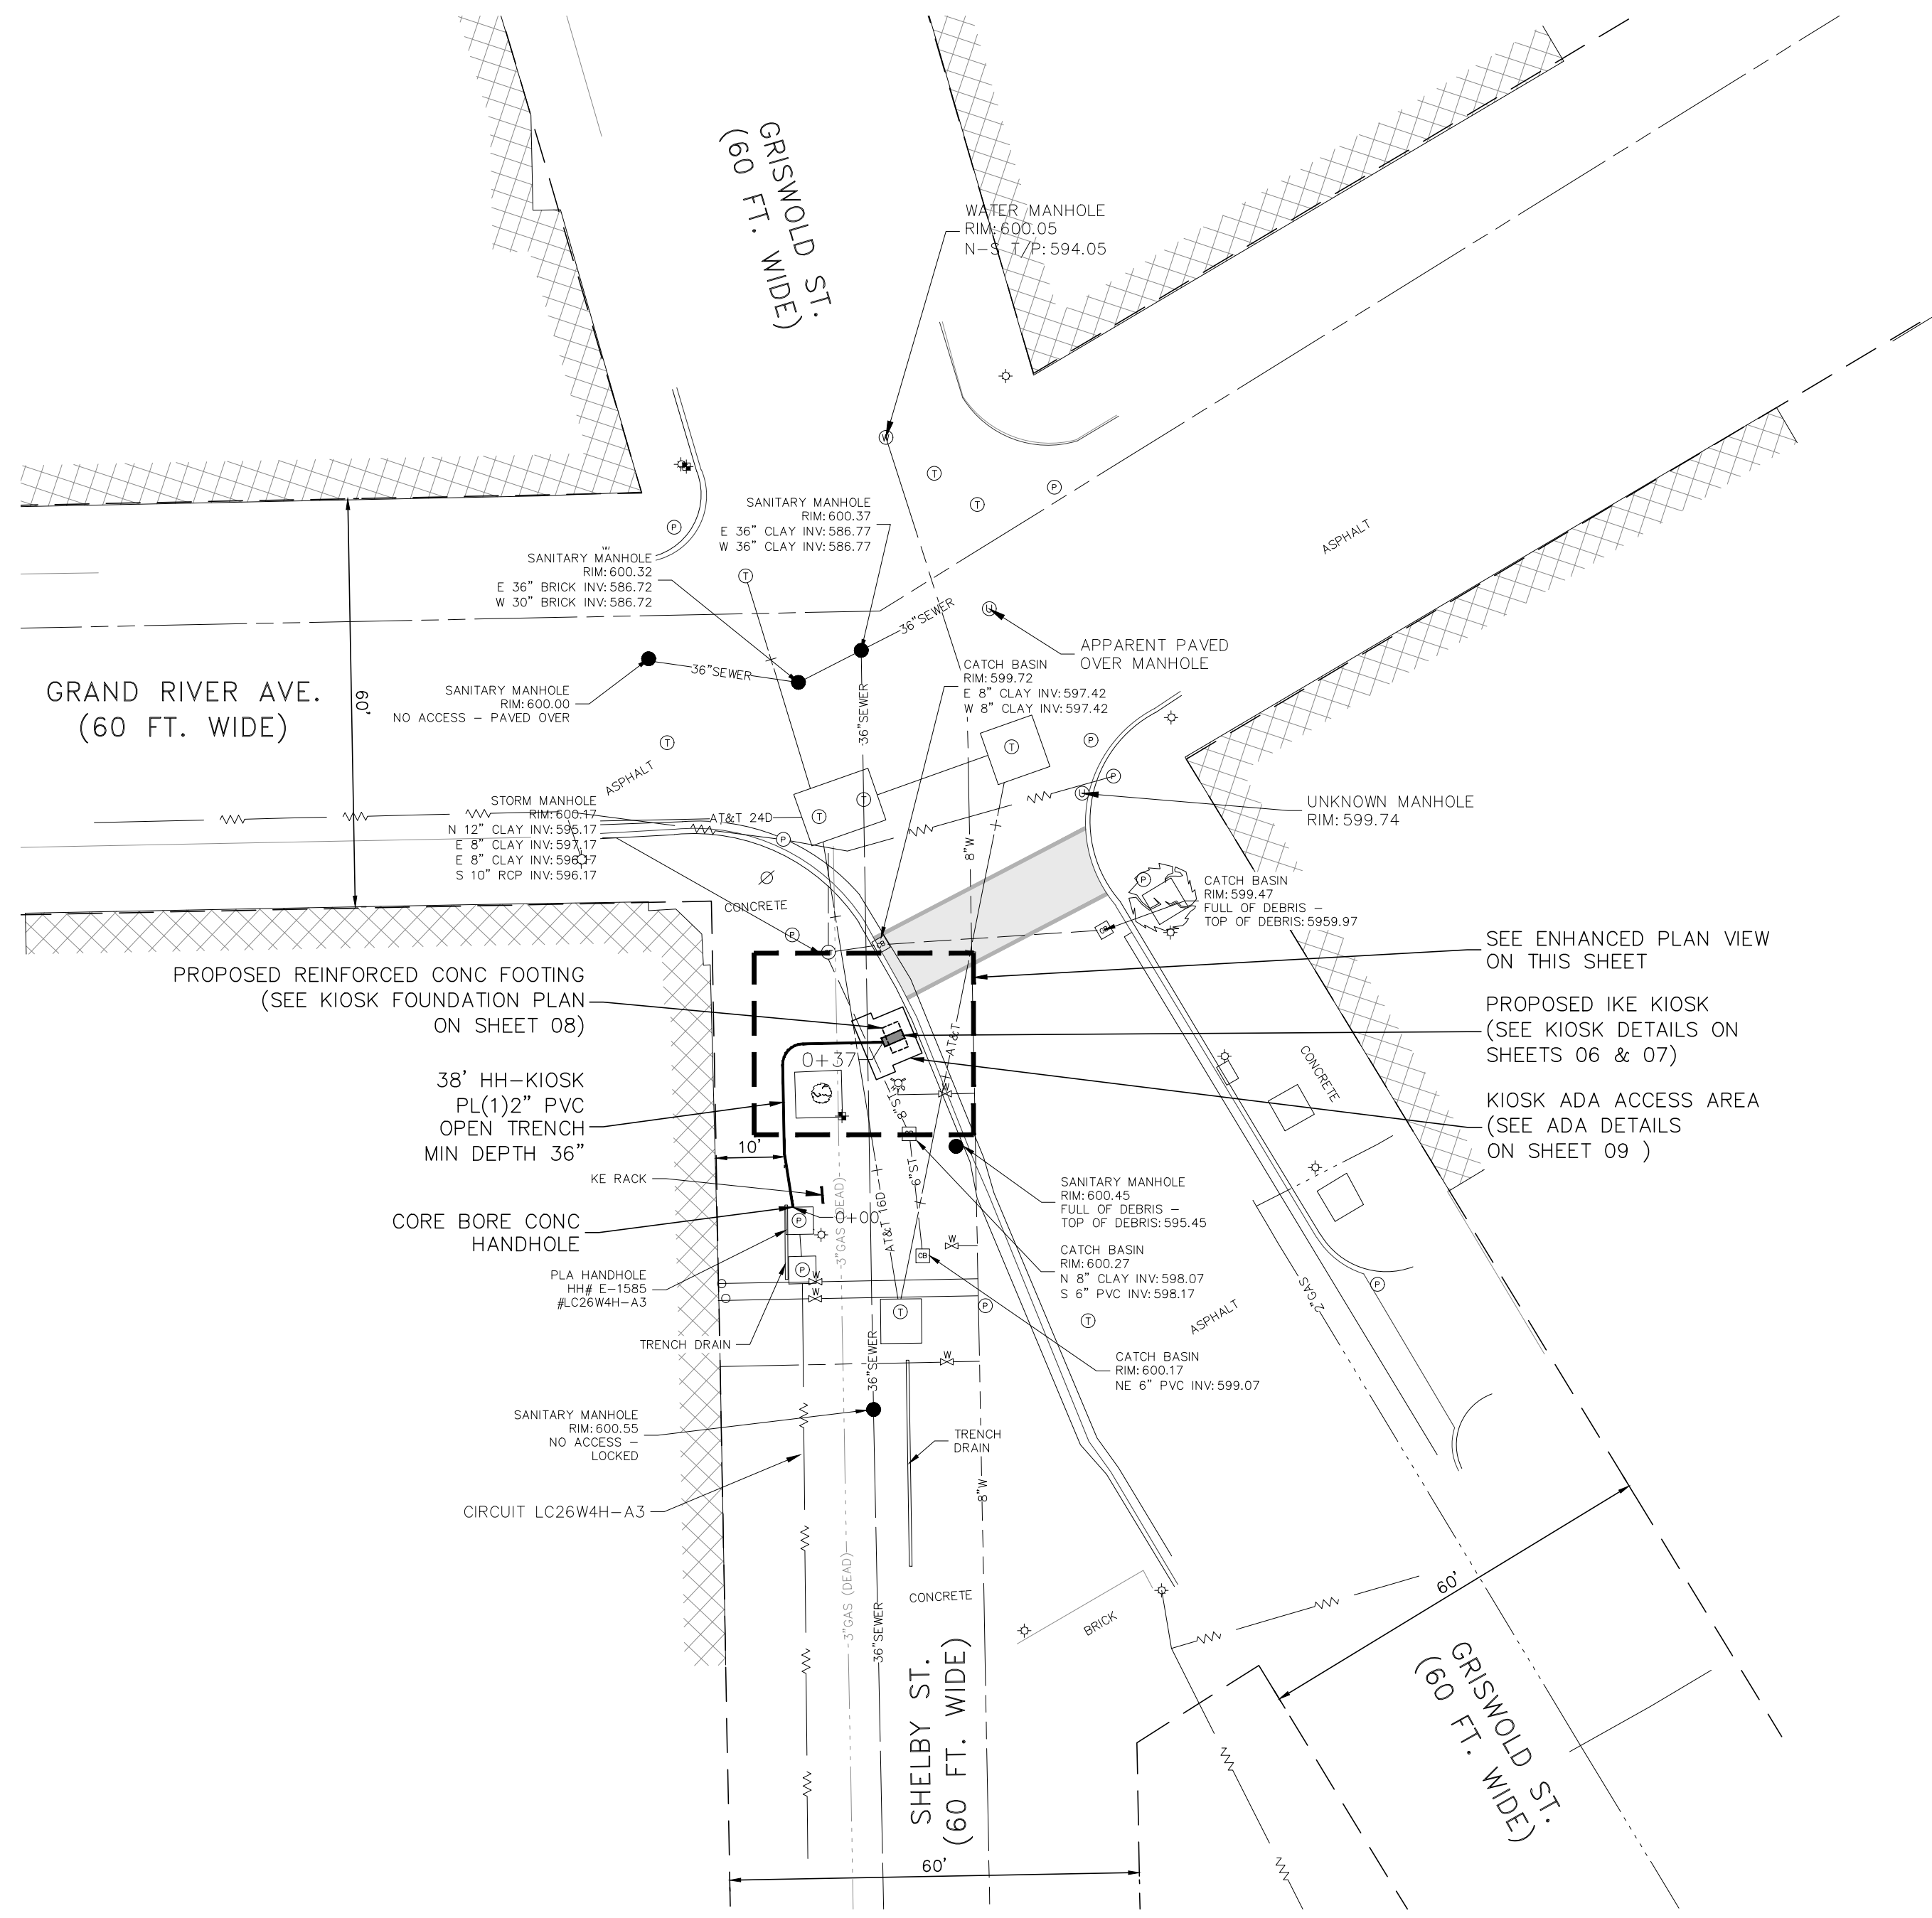 GRISWOLD ST.
(60 FT. WIDE)
WATER MANHOLE
RIM: 600.05
N-S T/P: 594.05
SANITARY MANHOLE
RIM: 600.37
E 36" CLAY INV: 586.77
W 36" CLAY INV: 586.77
W
SANITARY MANHOLE
RIM: 600.32
E 36" BRICK INV: 586.72
W 30" BRICK INV: 586.72
W
T
T
P
P
T
U
ASPHALT
36"SEWER
36"SEWER
APPARENT PAVED
OVER MANHOLE
GRAND RIVER AVE.
(60 FT. WIDE)
60'
SANITARY MANHOLE
RIM: 600.00
NO ACCESS - PAVED OVER
CATCH BASIN
RIM: 599.72
E 8" CLAY INV: 597.42
W 8" CLAY INV: 597.42
36"SEWER
T
T
T
T
P
P
U
ASPHALT
UNKNOWN MANHOLE
RIM: 599.74
STORM MANHOLE
RIM: 600.17
N 12" CLAY INV: 595.17
E 8" CLAY INV: 597.17
E 8" CLAY INV: 596.17
S 10" RCP INV: 596.17
AT&T 24D
P
8"W
CONCRETE
P
P
CB
CB
CATCH BASIN
RIM: 599.47
FULL OF DEBRIS -
TOP OF DEBRIS: 5959.97
SEE ENHANCED PLAN VIEW
ON THIS SHEET
PROPOSED REINFORCED CONC FOOTING
(SEE KIOSK FOUNDATION PLAN
ON SHEET 08)
PROPOSED IKE KIOSK
(SEE KIOSK DETAILS ON
SHEETS 06 & 07)
0+37
AT&T
38' HH-KIOSK
PL(1)2" PVC
OPEN TRENCH
MIN DEPTH 36"
KIOSK ADA ACCESS AREA
(SEE ADA DETAILS
ON SHEET 09 )
CONCRETE
8"ST
W
CB
10'
6"ST
KE RACK
3"GAS (DEAD)
AT&T 16D
0+00
SANITARY MANHOLE
RIM: 600.45
FULL OF DEBRIS -
TOP OF DEBRIS: 595.45
CORE BORE CONC
HANDHOLE
P
P
W
CB
CATCH BASIN
RIM: 600.27
N 8" CLAY INV: 598.07
S 6" PVC INV: 598.17
PLA HANDHOLE
HH# E-1585
#LC26W4H-A3
W
W
T
P
T
P
ASPHALT
2"GAS
TRENCH DRAIN
36"SEWER
W
CATCH BASIN
RIM: 600.17
NE 6" PVC INV: 599.07
SANITARY MANHOLE
RIM: 600.55
NO ACCESS -
LOCKED
TRENCH
DRAIN
8"W
CIRCUIT LC26W4H-A3
3"GAS (DEAD)
36"SEWER
CONCRETE
BRICK
60'
SHELBY ST.
(60 FT. WIDE)
GRISWOLD ST.
(60 FT. WIDE)
60'